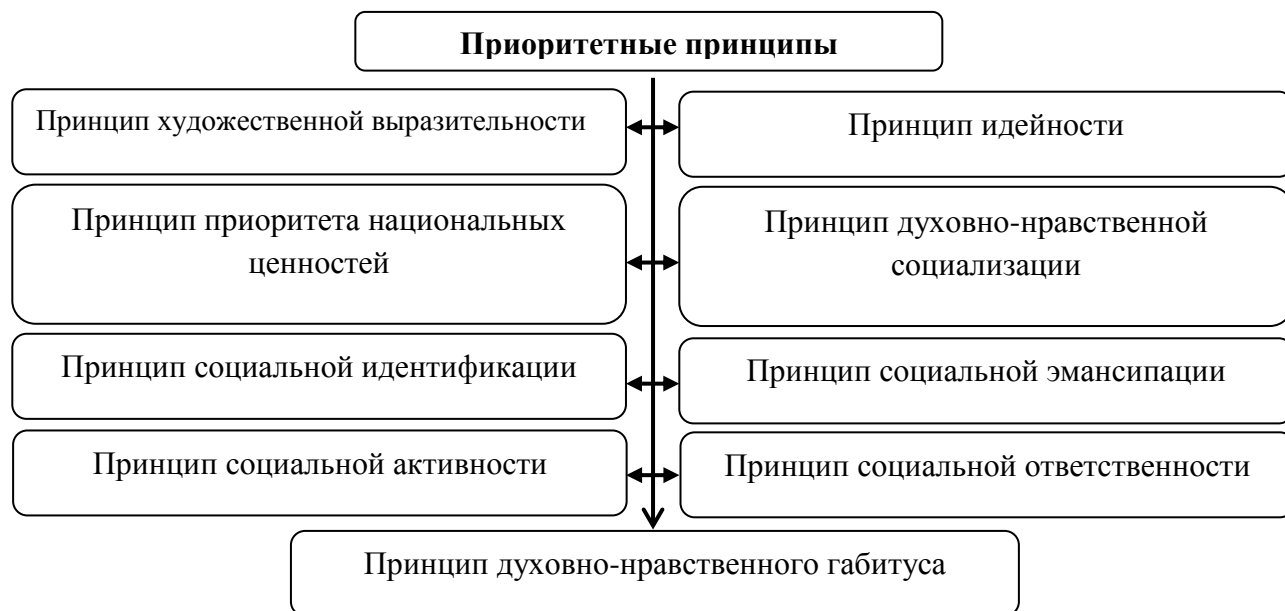 Приоритетные принципы
Принцип художественной выразительности
Принцип идейности
Принцип приоритета национальных
ценностей
Принцип духовно-нравственной
социализации
Принцип социальной идентификации
Принцип социальной эмансипации
Принцип социальной активности
Принцип социальной ответственности
Принцип духовно-нравственного габитуса